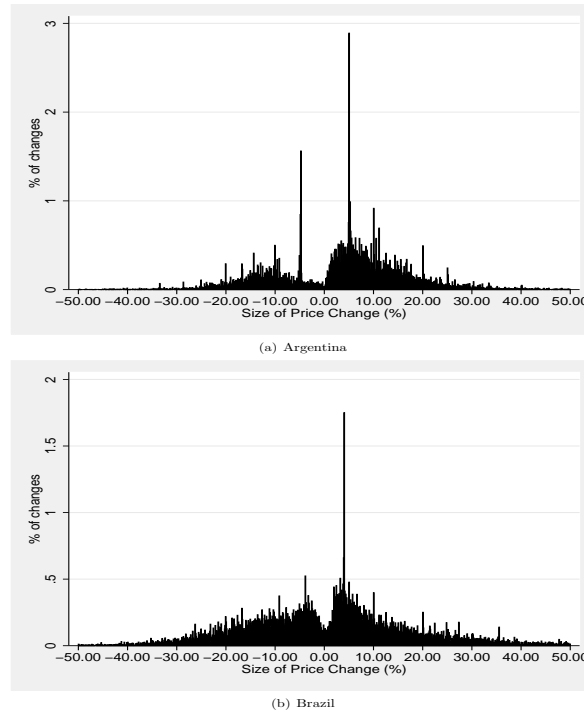 3
2
1
0
% of changes
−50.00 −40.00 −30.00 −20.00 −10.00 0.00 10.00 20.00 30.00 40.00 50.00
Size of Price Change (%)
(a) Argentina
2
1.5
1
.5
0
% of changes
−50.00 −40.00 −30.00 −20.00 −10.00 0.00 10.00 20.00 30.00 40.00 50.00
Size of Price Change (%)
(b) Brazil